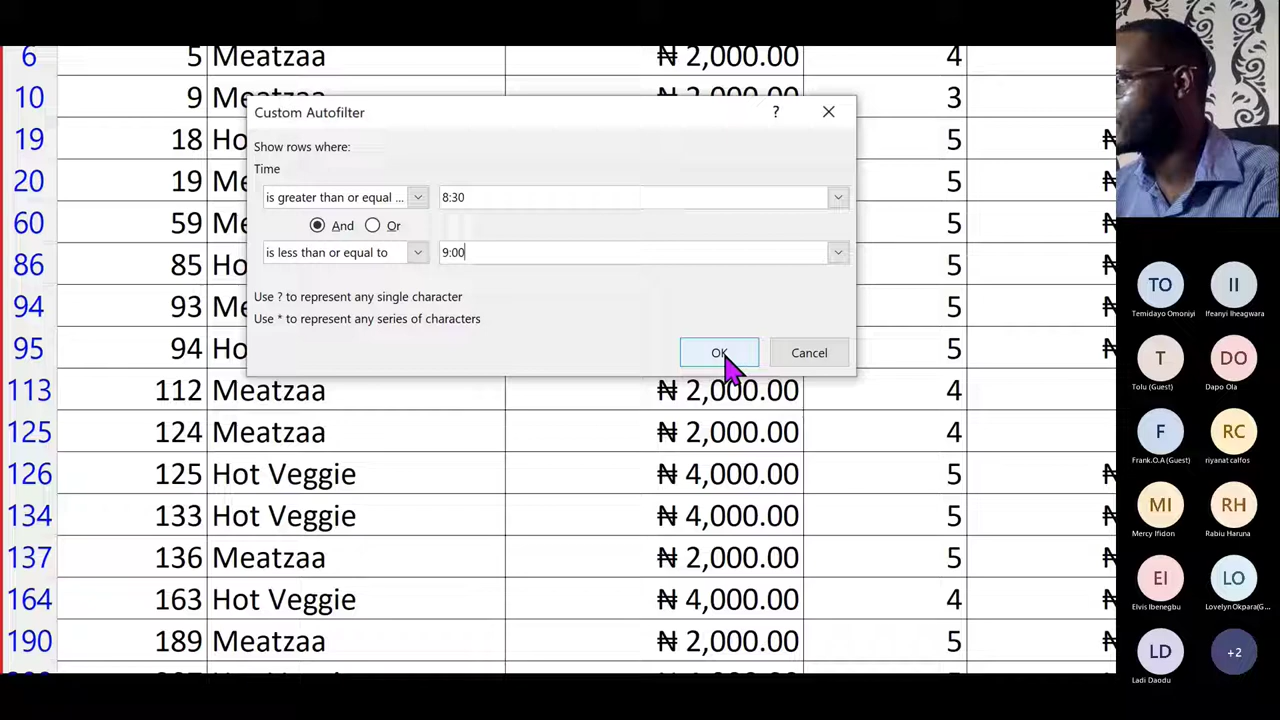 6 5 Meatzaa ₦ 2,000.00 4
10 9 3
Custom Autofilter ? ×
19 18 5
Show rows where:
Time
20 19 5
is greater than or equal ... 8:30
60 59 5
And Or
is less than or equal to 9:00
86 85 5
94 93 5
Use ? to represent any single character
Use * to represent any series of characters
95 94 5
OK Cancel
113 112 Meatzaa ₦ 2,000.00 4
125 124 Meatzaa ₦ 2,000.00 4
126 125 Hot Veggie ₦ 4,000.00 5 ₦
134 133 Hot Veggie ₦ 4,000.00 5 ₦
137 136 Meatzaa ₦ 2,000.00 5 ₦
164 163 Hot Veggie ₦ 4,000.00 4 ₦
190 189 Meatzaa ₦ 2,000.00 5 ₦
TO II
Temidayo Omoniyi Ifeanyi Iheagwara
T DO
Tolu (Guest) Dapo Ola
F RC
Frank.O.A (Guest) riyanat calfos
MI RH
Mercy Ifidon Rabiu Haruna
EI LO
Elvis Ibenegbu Lovelyn Okpara(G...
LD +2
Ladi Daodu